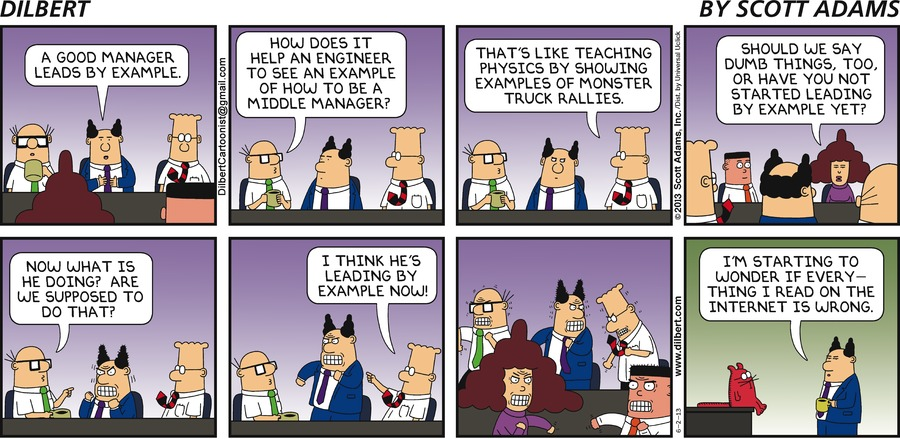 DILBERT
BY SCOTT ADAMS
A GOOD MANAGER
LEADS BY EXAMPLE.
DilbertCartoonist@gmail.com
HOW DOES IT
HELP AN ENGINEER
TO SEE AN EXAMPLE
OF HOW TO BE A
MIDDLE MANAGER?
THAT'S LIKE TEACHING
PHYSICS BY SHOWING
EXAMPLES OF MONSTER
TRUCK RALLIES.
©2013 Scott Adams, Inc. /Dist. by Universal Uclick
SHOULD WE SAY
DUMB THINGS, TOO,
OR HAVE YOU NOT
STARTED LEADING
BY EXAMPLE YET?
NOW WHAT IS
HE DOING? ARE
WE SUPPOSED TO
DO THAT?
I THINK HE'S
LEADING BY
EXAMPLE NOW!
6-2-13
www.dilbert.com
I'M STARTING TO
WONDER IF EVERY-
THING I READ ON THE
INTERNET IS WRONG.